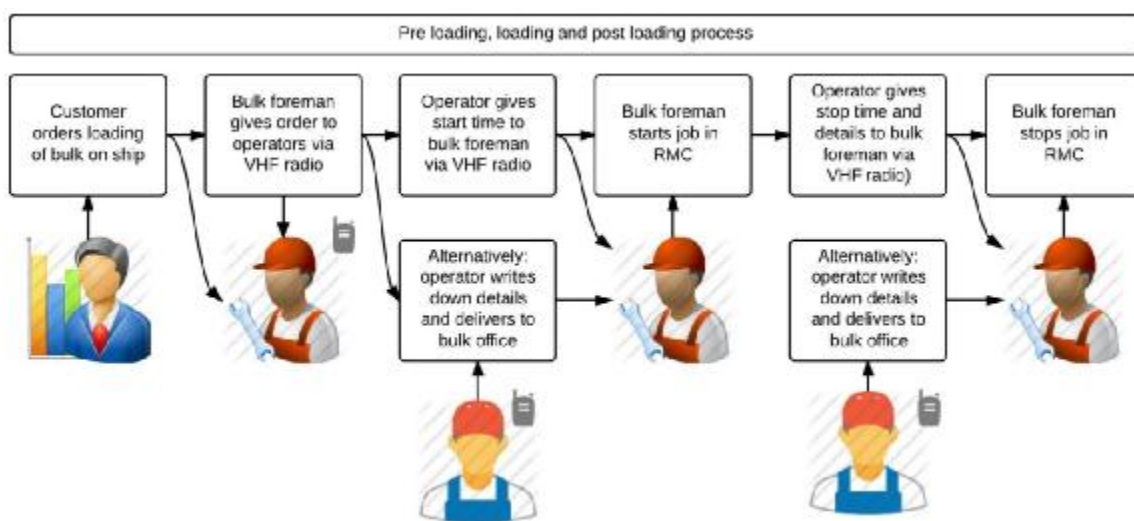 Pre loading, loading and post loading process
Customer
orders loading
of bulk on ship
Bulk foreman
gives order to
operators via
VHF radio
Operator gives
start time to
bulk foreman
via VHF radio
Bulk foreman
starts job in
RMC
Operator gives
stop time and
details to bulk
foreman via
VHF radio)
Bulk foreman
stops job in
RMC
Alternatively:
operator writes
down details
and delivers to
bulk office
Alternatively:
operator writes
down details
and delivers to
bulk office